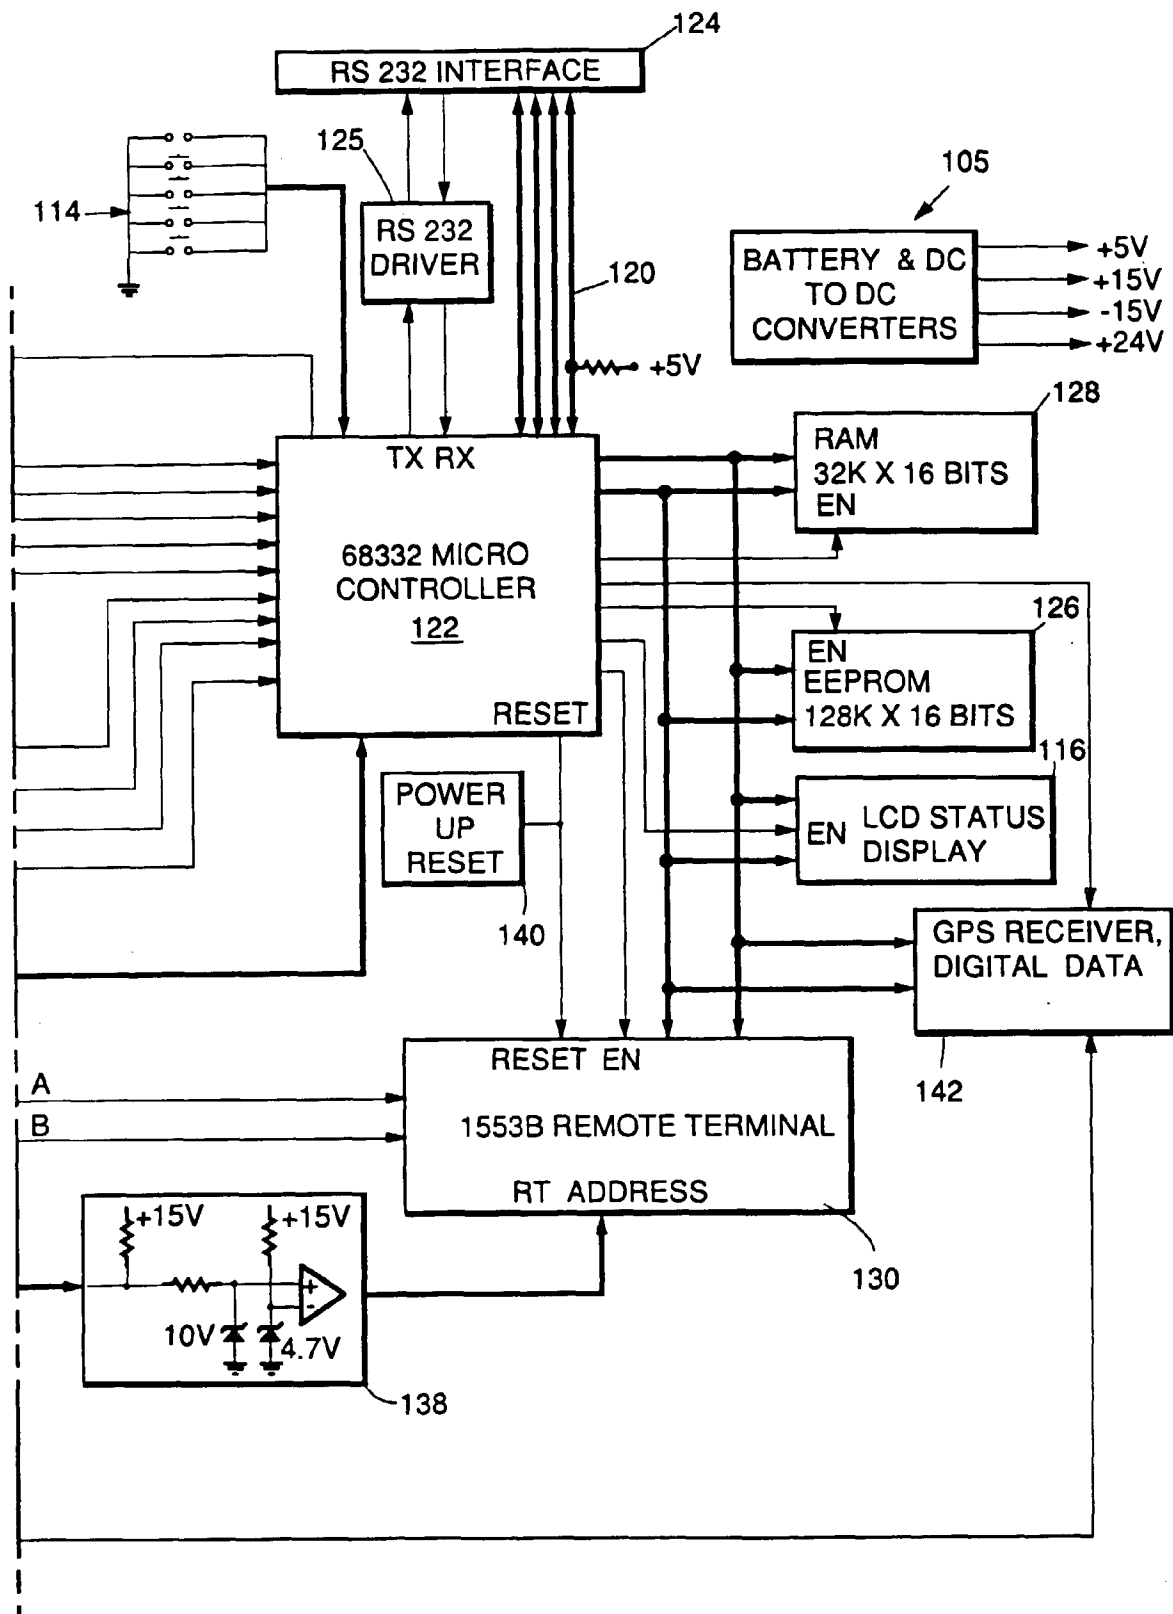 124
RS 232 INTERFACE
125
114
RS 232
DRIVER
120
+5V
105
BATTERY & DC
TO DC
CONVERTERS
+5V
+15V
-15V
+24V
TX RX
68332 MICRO
CONTROLLER
122
RESET
128
RAM
32K X 16 BITS
EN
126
EN
EEPROM
128K X 16 BITS
116
EN
LCD STATUS
DISPLAY
POWER
UP
RESET
140
GPS RECEIVER,
DIGITAL DATA
142
A
B
RESET EN
1553B REMOTE TERMINAL
RT ADDRESS
130
+15V
+15V
+
-
10V
4.7V
138